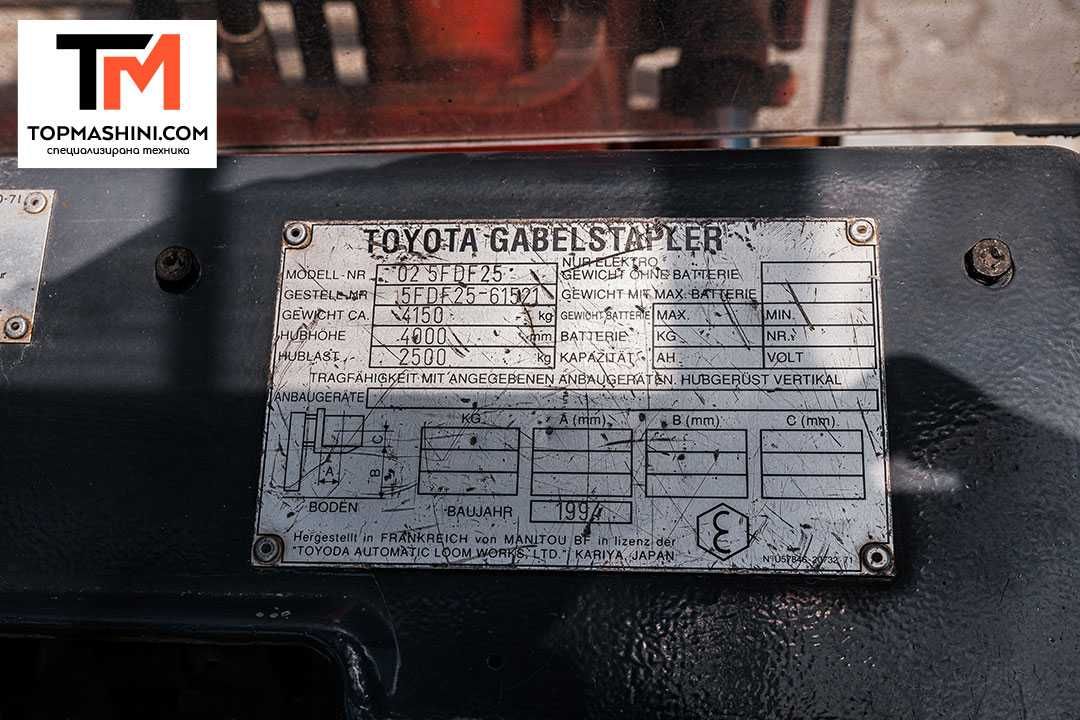 TM
TOPMASHINI.COM
специализирана техника
0-71
TOYOTA GABELSTAPLER
MODELL-NR 02 5FDF25
GESTELL-NR 5FDF25-61521
GEWICHT CA. 4150 kg
HUBHÖHE 4000 mm
HUBLAST 2500 kg
NUR ELEKTRO
GEWICHT OHNE BATTERIE
GEWICHT MIT MAX. BATTERIE
GEWICHT BATTERIE MAX. MIN.
BATTERIE KG NR.
KAPAZITÄT AH. VOLT
TRAGFÄHIGKEIT MIT ANGEGEBENEN ANBAUGERÄTEN. HUBGERÜST VERTIKAL
ANBAUGERÄTE
KG A (mm) B (mm) C (mm)
C
B
A
BODEN
BAUJAHR 1994
Hergestellt in FRANKREICH von MANITOU BF in lizenz der
"TOYODA AUTOMATIC LOOM WORKS, LTD.", KARIYA, JAPAN